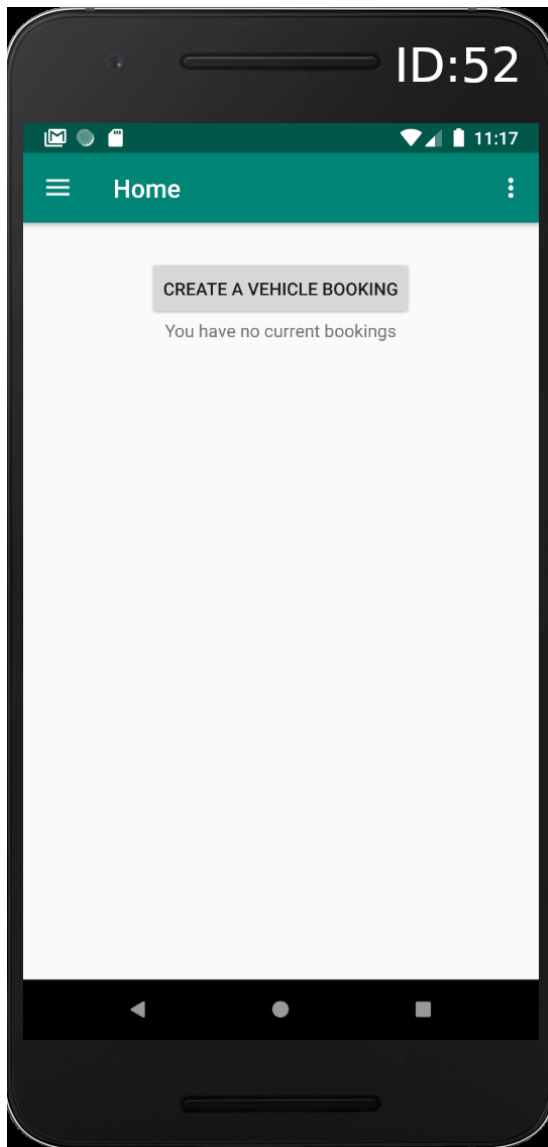 ID:52
11:17
Home
CREATE A VEHICLE BOOKING
You have no current bookings